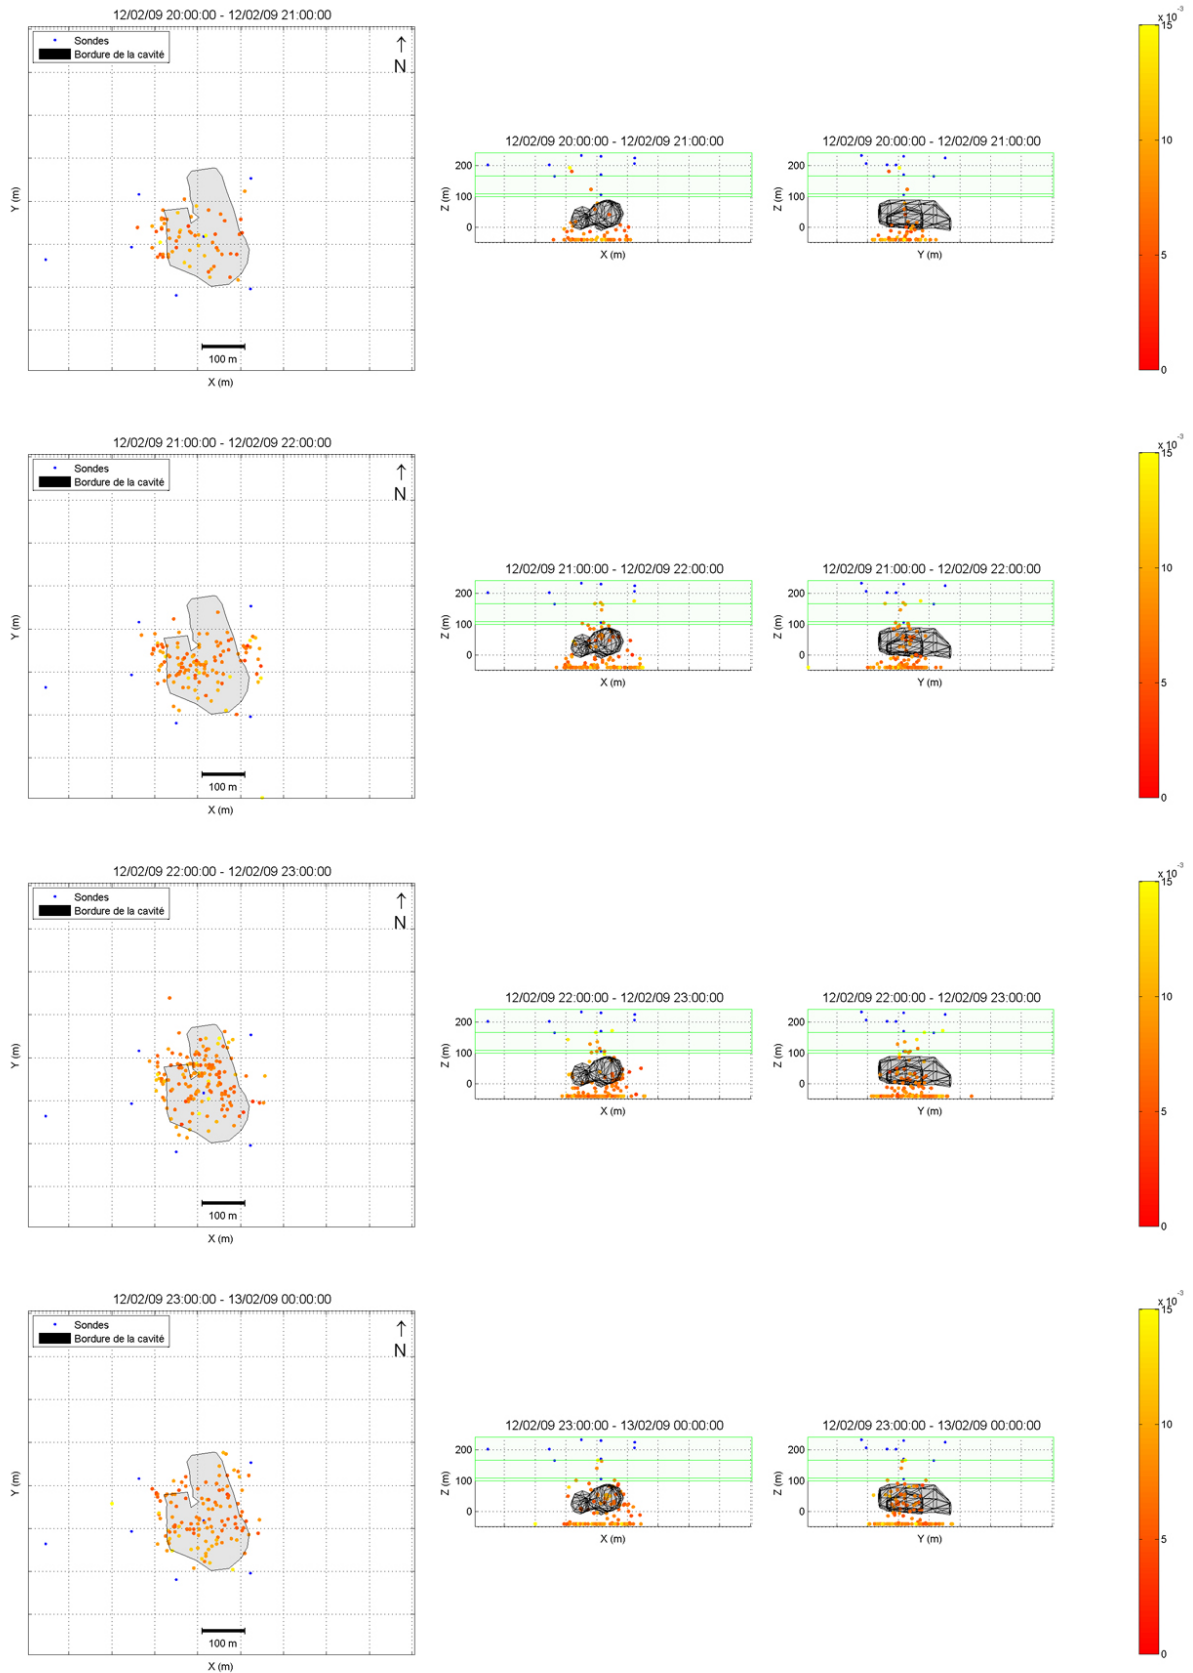 12/02/09 20:00:00 - 12/02/09 21:00:00
Sondes
Bordure de la cavité
↑
N
Y (m)
100 m
X (m)
12/02/09 20:00:00 - 12/02/09 21:00:00
200
100
0
Z (m)
X (m)
12/02/09 20:00:00 - 12/02/09 21:00:00
200
100
0
Z (m)
Y (m)
x 10⁻³
15
10
5
0
12/02/09 21:00:00 - 12/02/09 22:00:00
Sondes
Bordure de la cavité
↑
N
Y (m)
100 m
X (m)
12/02/09 21:00:00 - 12/02/09 22:00:00
200
100
0
Z (m)
X (m)
12/02/09 21:00:00 - 12/02/09 22:00:00
200
100
0
Z (m)
Y (m)
x 10⁻³
15
10
5
0
12/02/09 22:00:00 - 12/02/09 23:00:00
Sondes
Bordure de la cavité
↑
N
Y (m)
100 m
X (m)
12/02/09 22:00:00 - 12/02/09 23:00:00
200
100
0
Z (m)
X (m)
12/02/09 22:00:00 - 12/02/09 23:00:00
200
100
0
Z (m)
Y (m)
x 10⁻³
15
10
5
0
12/02/09 23:00:00 - 13/02/09 00:00:00
Sondes
Bordure de la cavité
↑
N
Y (m)
100 m
X (m)
12/02/09 23:00:00 - 13/02/09 00:00:00
200
100
0
Z (m)
X (m)
12/02/09 23:00:00 - 13/02/09 00:00:00
200
100
0
Z (m)
Y (m)
x 10⁻³
15
10
5
0